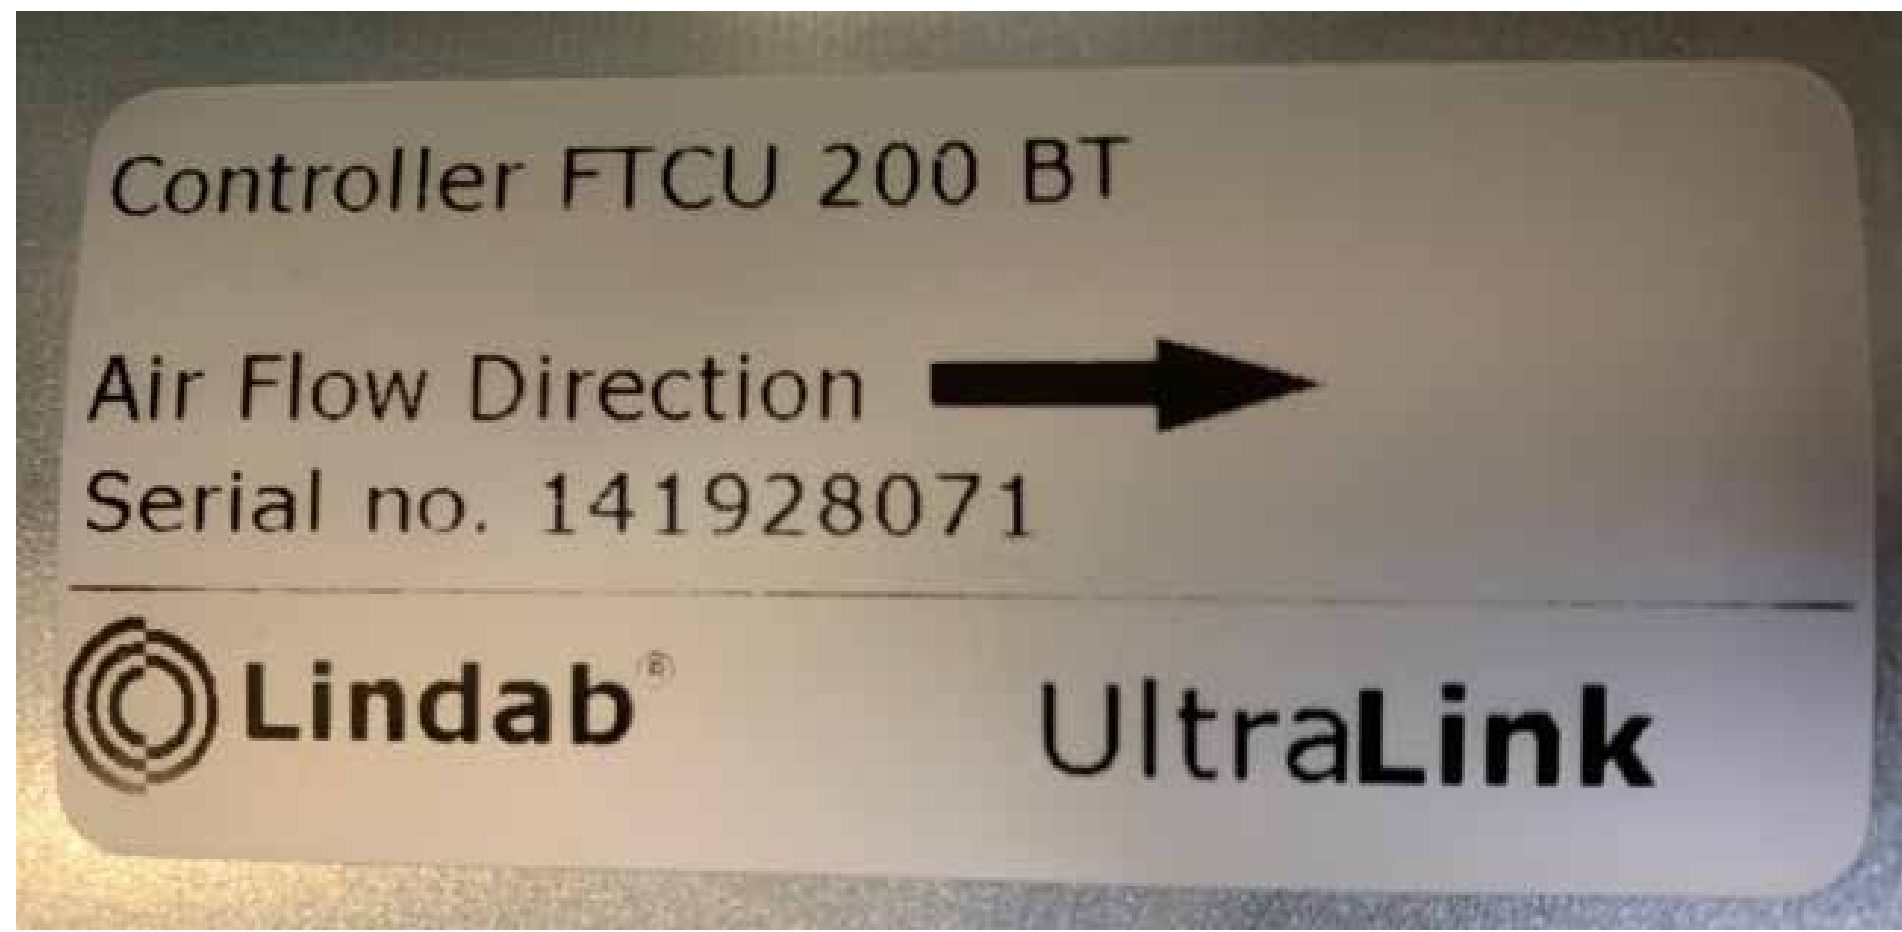 Controller FTCU 200 BT
Air Flow Direction
Serial no. 141928071
Lindab®
UltraLink